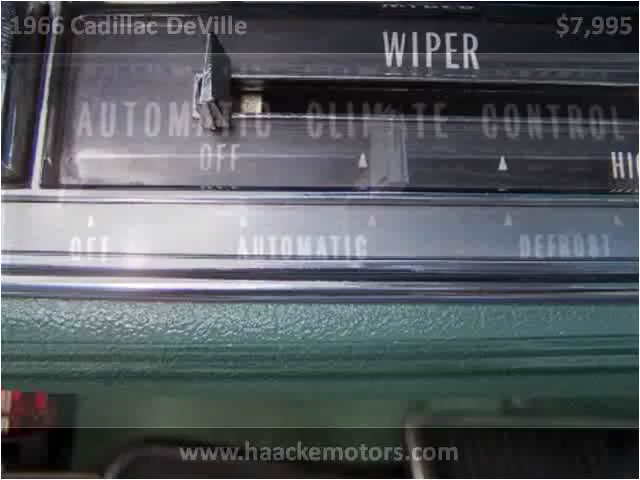 1966 Cadillac DeVille $7,995
WIPER
AUTOMATIC CLIMATE CONTROL
OFF
OFF AUTOMATIC DEFROST
www.haackemotors.com